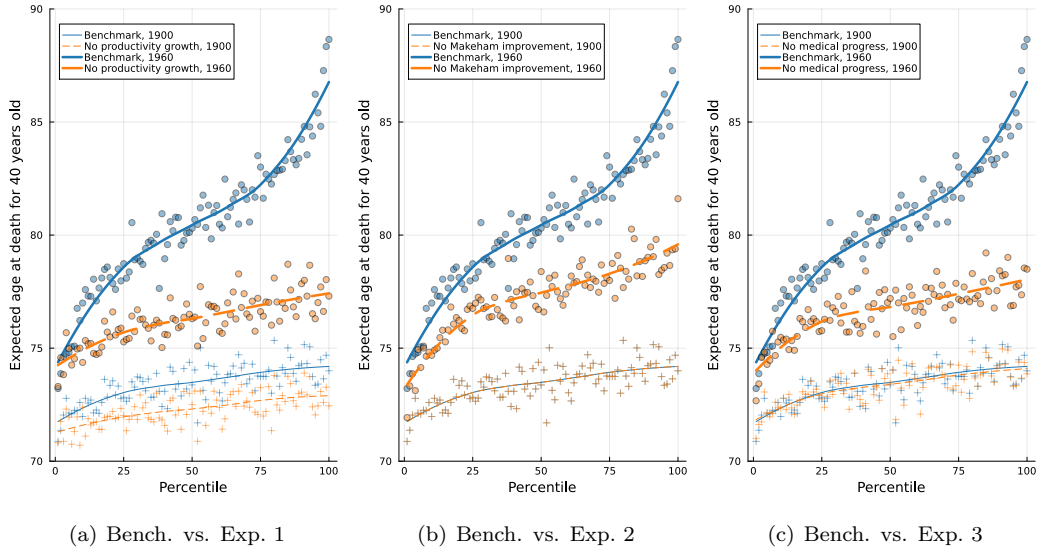 Expected age at death for 40 years old
90
85
80
75
70
Benchmark, 1900
No productivity growth, 1900
Benchmark, 1960
No productivity growth, 1960
0
25
50
75
100
Percentile
(a) Bench. vs. Exp. 1
Expected age at death for 40 years old
90
85
80
75
70
Benchmark, 1900
No Makeham improvement, 1900
Benchmark, 1960
No Makeham improvement, 1960
0
25
50
75
100
Percentile
(b) Bench. vs. Exp. 2
Expected age at death for 40 years old
90
85
80
75
70
Benchmark, 1900
No medical progress, 1900
Benchmark, 1960
No medical progress, 1960
0
25
50
75
100
Percentile
(c) Bench. vs. Exp. 3